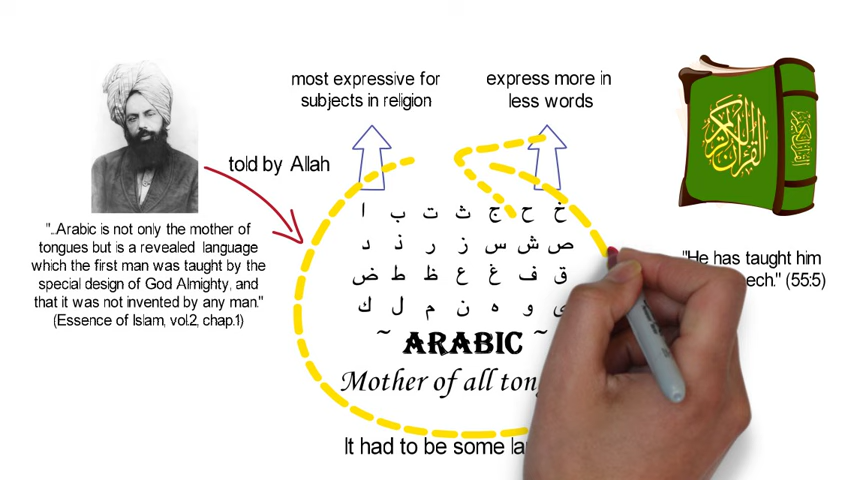 most expressive for
subjects in religion
express more in
less words
told by Allah
ا ب ت ث ج ح خ
د ذ ر ز س ش ص
ض ط ظ ع غ ف ق
ك ل م ن ه و ي
~ ARABIC ~
Mother of all
It had to be some
"..Arabic is not only the mother of
tongues but is a revealed language
which the first man was taught by the
special design of God Almighty, and
that it was not invented by any man."
(Essence of Islam, vol.2, chap.1)
القرآن الكريم
"He has taught him
(55:5)